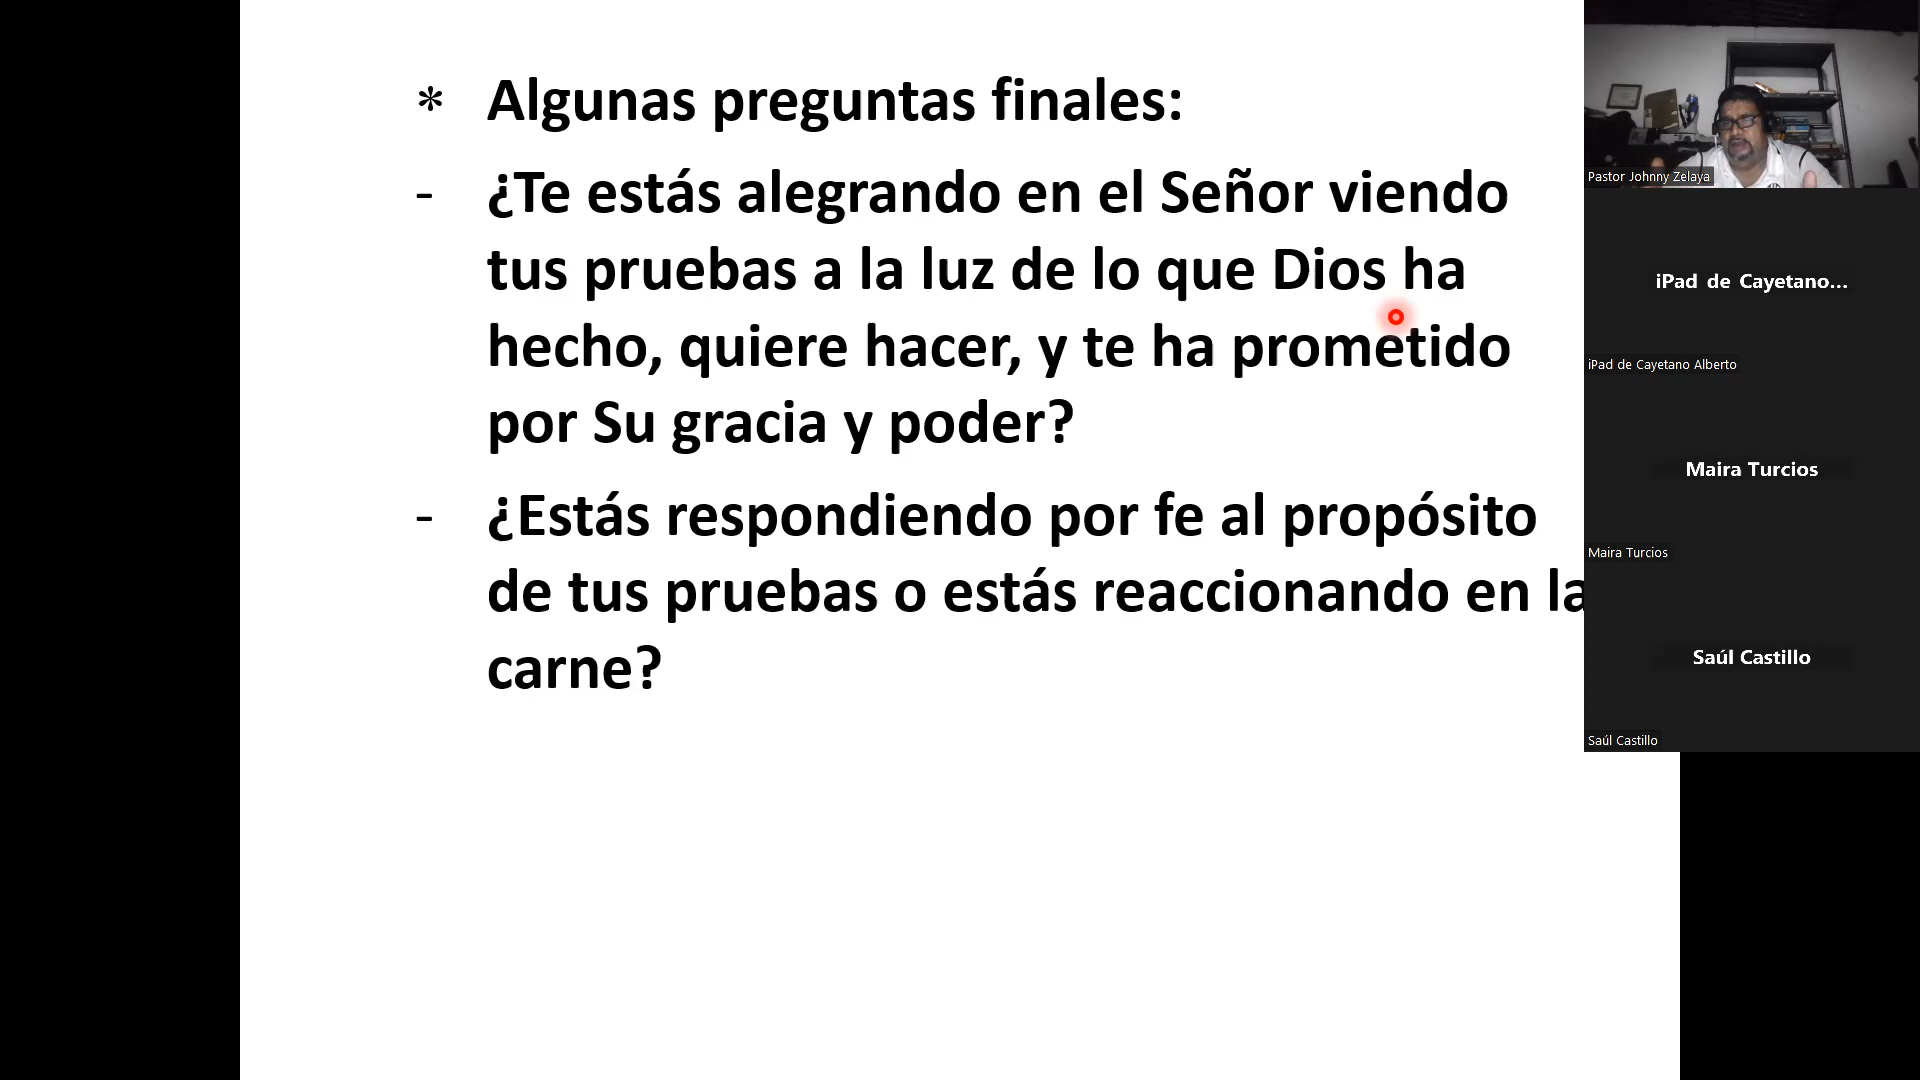 * Algunas preguntas finales:
- ¿Te estás alegrando en el Señor viendo
tus pruebas a la luz de lo que Dios ha
hecho, quiere hacer, y te ha prometido
por Su gracia y poder?
- ¿Estás respondiendo por fe al propósito
de tus pruebas o estás reaccionando en la
carne?
Pastor Johnny Zelaya
iPad de Cayetano...
iPad de Cayetano Alberto
Maira Turcios
Maira Turcios
Saúl Castillo
Saúl Castillo